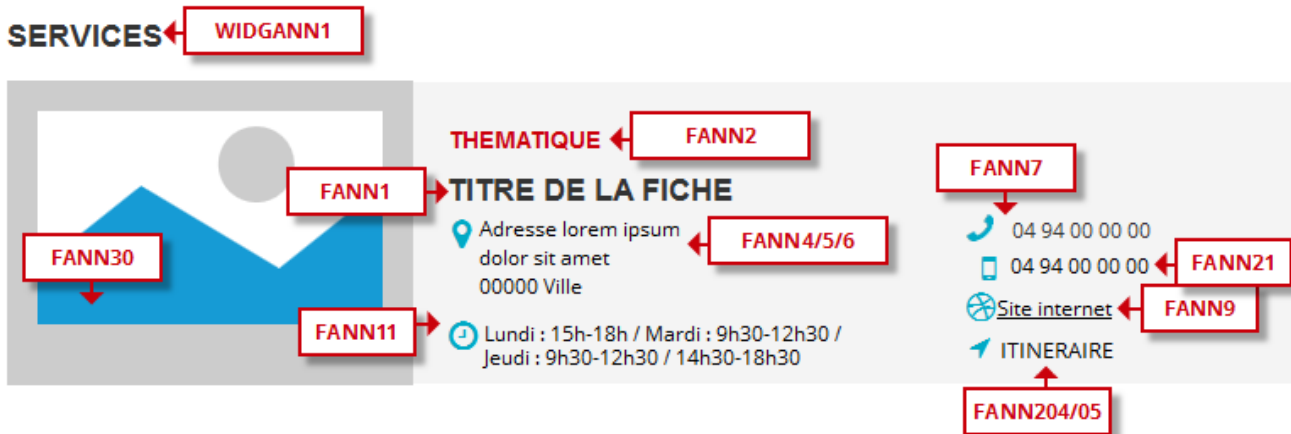 SERVICES
WIDGANN1
THEMATIQUE
FANN2
FANN1
TITRE DE LA FICHE
FANN7
Adresse lorem ipsum
dolor sit amet
00000 Ville
FANN4/5/6
04 94 00 00 00
04 94 00 00 00
FANN21
FANN30
Site internet
FANN9
FANN11
Lundi : 15h-18h / Mardi : 9h30-12h30 /
Jeudi : 9h30-12h30 / 14h30-18h30
ITINERAIRE
FANN204/05